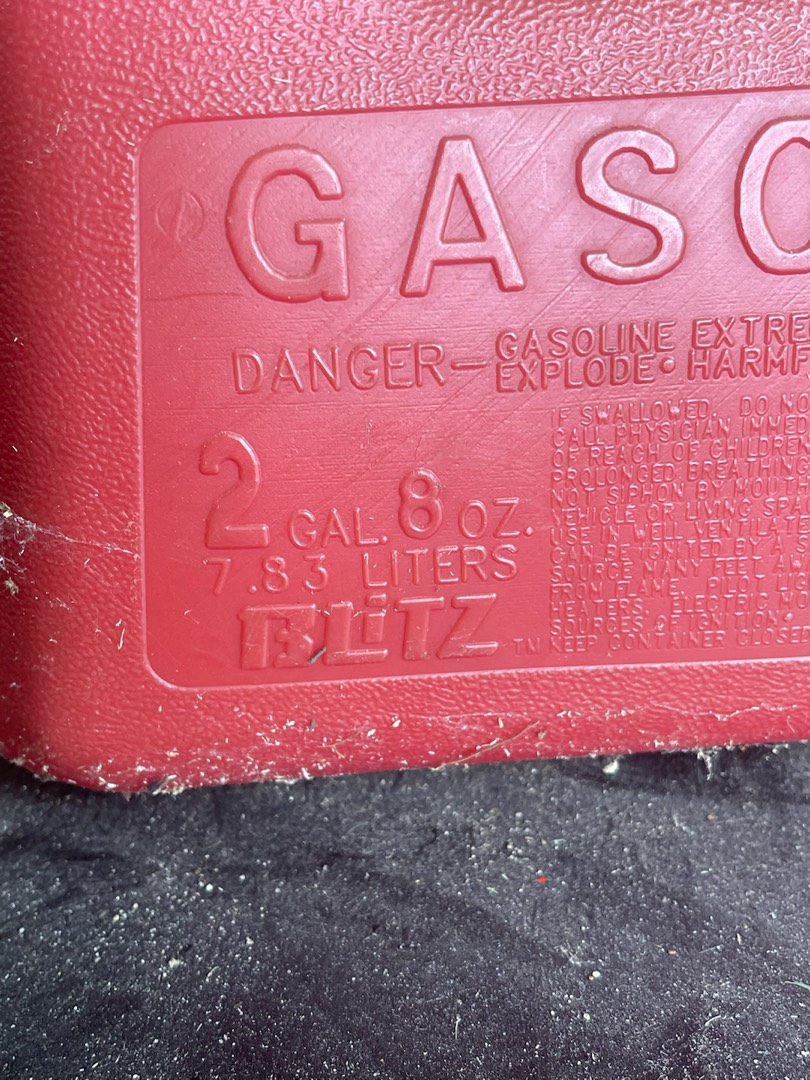 GASO
DANGER—GASOLINE EXTRE
EXPLODE • HARMF
IF SWALLOWED, DO NO
CALL PHYSICIAN IMMED
OF REACH OF CHILDREN
PROLONGED BREATHING
NOT SIPHON BY MOUTH
VEHICLE OR LIVING SPA
USE IN WELL VENTILATE
CAN BE IGNITED BY A S
SOURCE MANY FEET AW
FROM FLAME, PILOT LIG
HEATERS, ELECTRIC MO
SOURCES OF IGNITION •
KEEP CONTAINER CLOSE
2 GAL. 8 OZ.
7.83 LITERS
BLiTZ TM